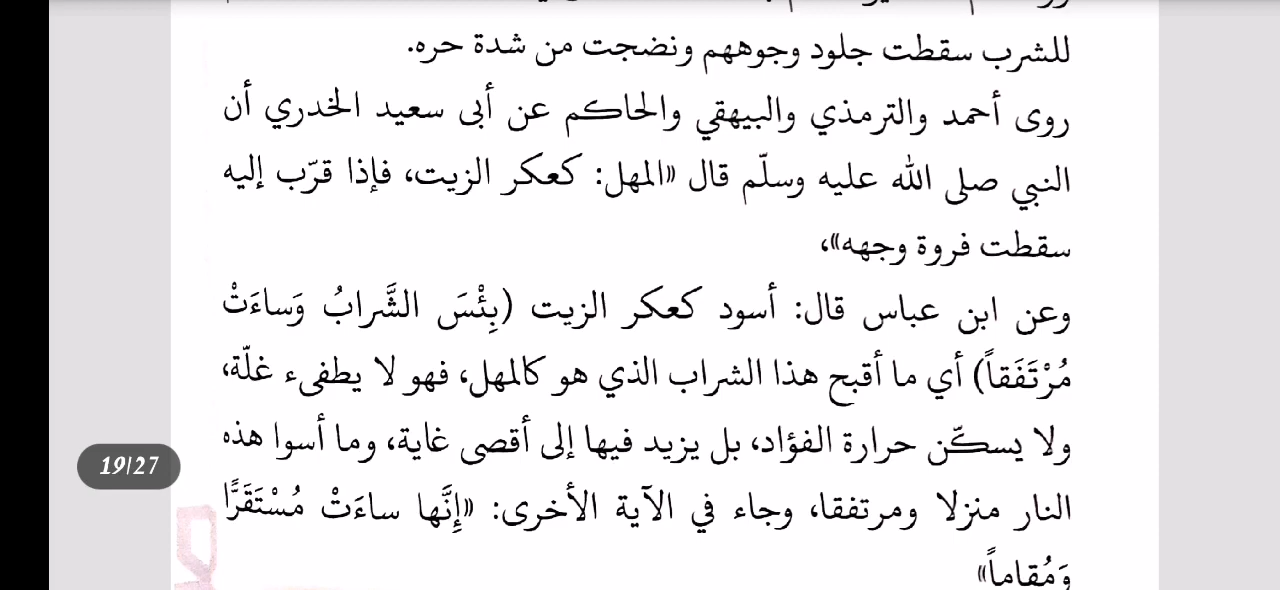 للشرب سقطت جلود وجوههم ونضجت من شدة حره.
روى أحمد والترمذي والبيهقي والحاكم عن أبى سعيد الخدري أن
النبي صلى الله عليه وسلّم قال «المهل: كعكر الزيت، فإذا قرّب إليه
سقطت فروة وجهه»،
وعن ابن عباس قال: أسود كعكر الزيت (بِئْسَ الشَّرابُ وَساءَتْ
مُرْتَفَقاً) أي ما أقبح هذا الشراب الذي هو كالمهل، فهو لا يطفىء غلّة،
ولا يسكّن حرارة الفؤاد، بل يزيد فيها إلى أقصى غاية، وما أسوا هذه
النار منزلا ومرتفقا، وجاء في الآية الأخرى: «إِنَّها ساءَتْ مُسْتَقَرًّا
وَمُقاماً»
19/27